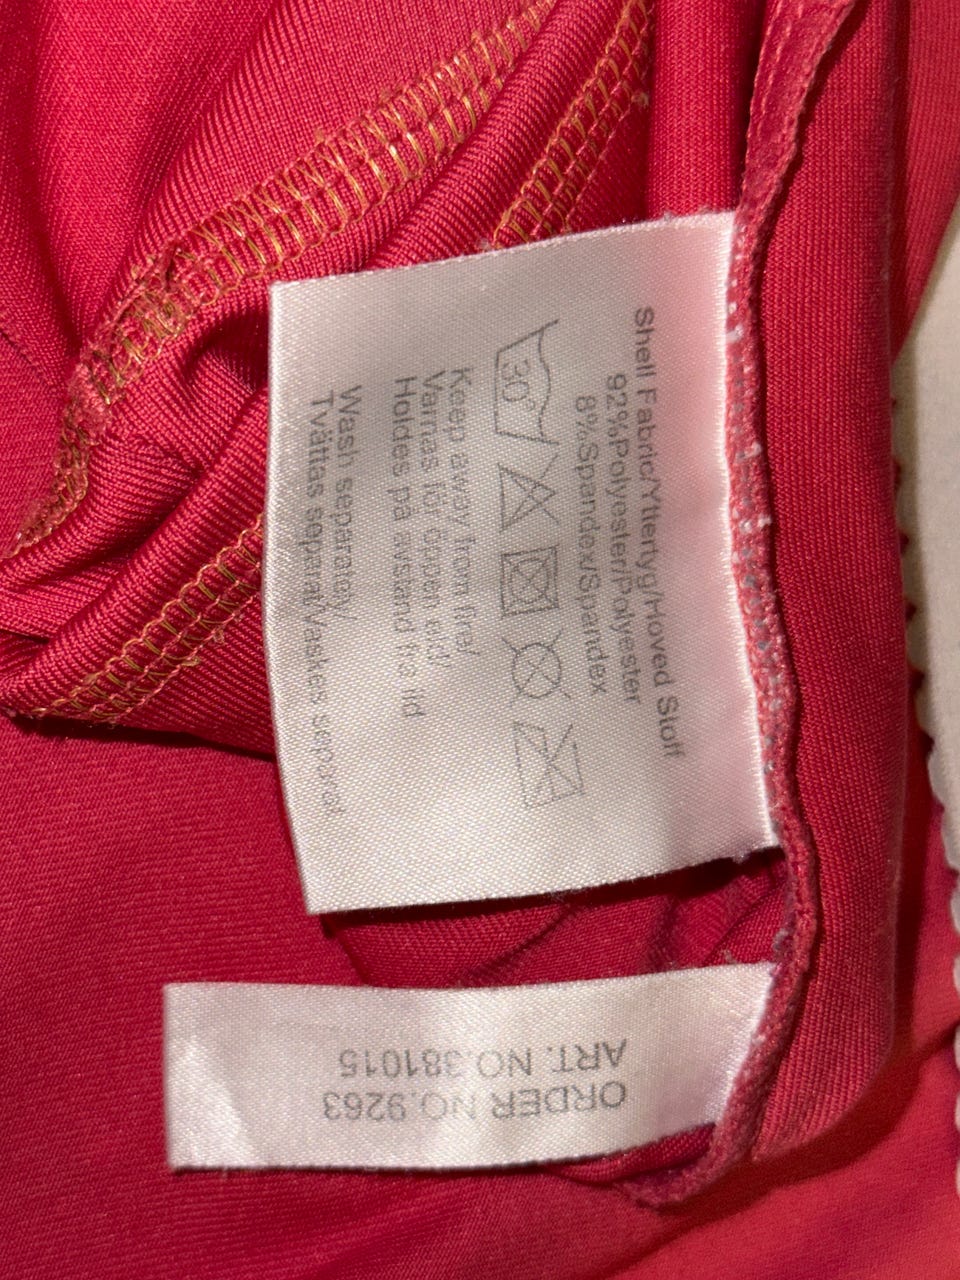 Shell Fabric/Yttertyg/Hoved Stoff
92%Polyester/Polyester
8%Spandex/Spandex
30°
Keep away from fire/
Varnas för öppen eld/
Holdes på avstand fra ild
Wash separately/
Tvättas separat/Vaskes separat
ORDER NO.9263
ART. NO.381015